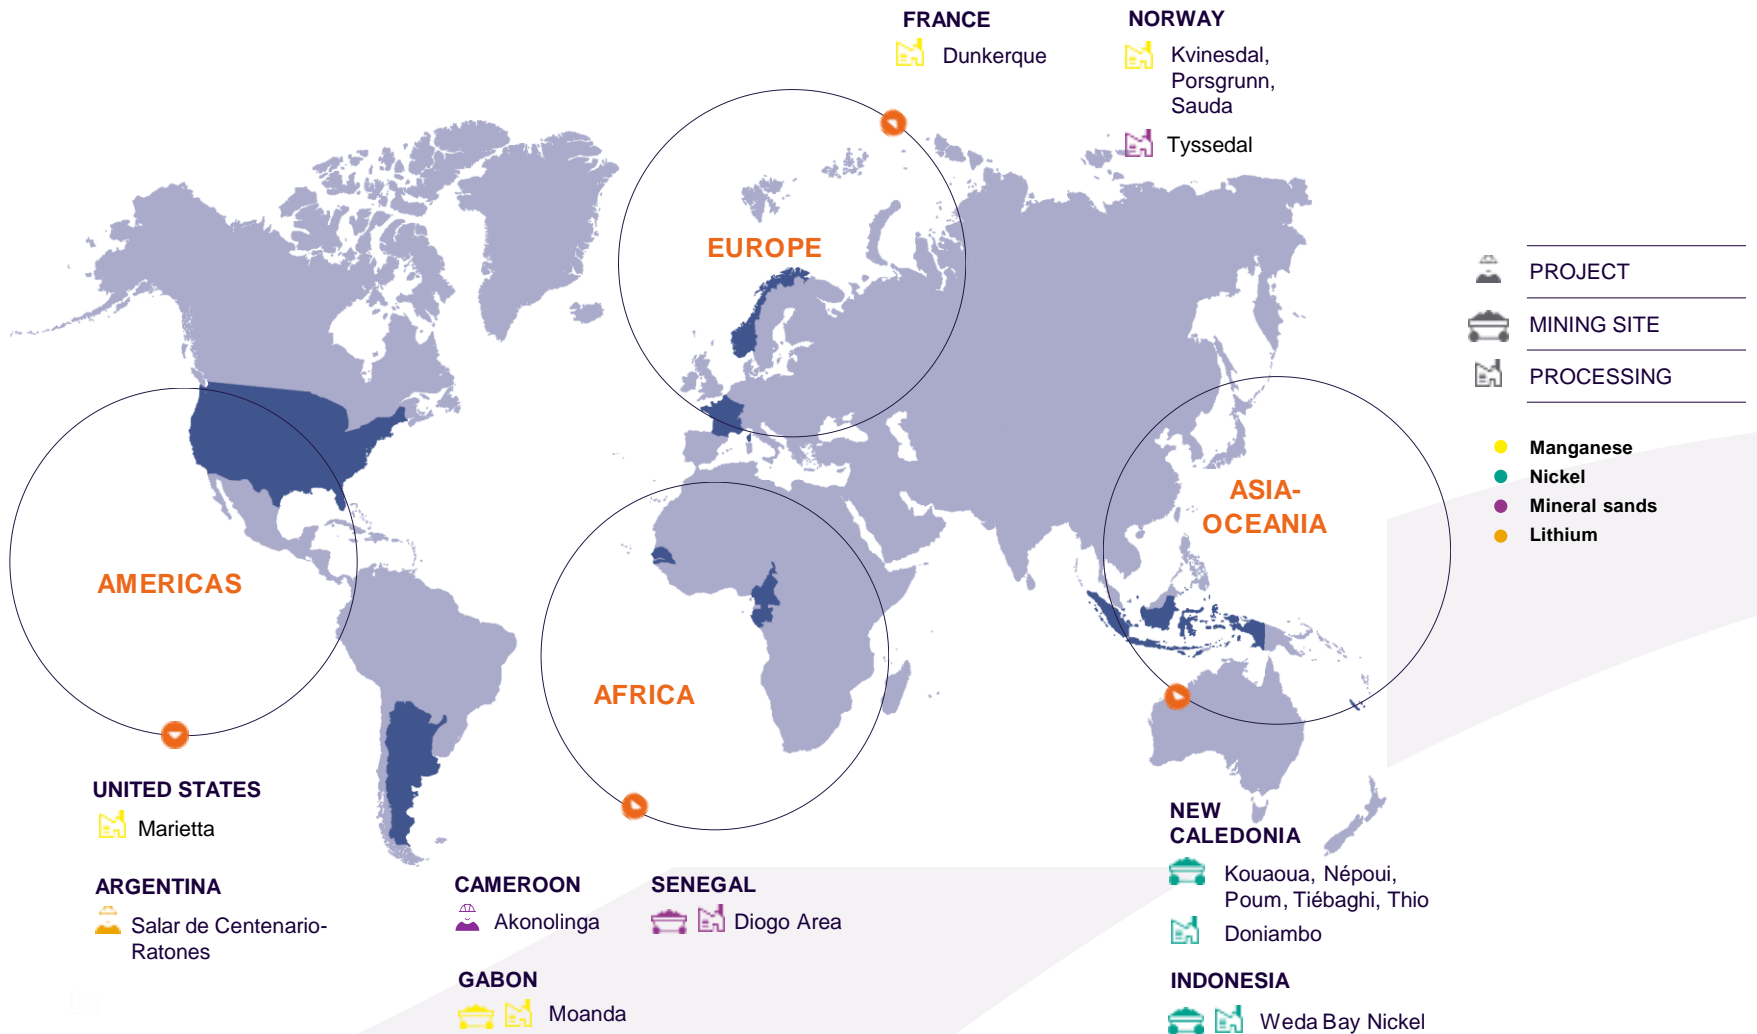 FRANCE
Dunkerque
NORWAY
Kvinesdal,
Porsgrunn,
Sauda
Tyssedal
EUROPE
PROJECT
MINING SITE
PROCESSING
Manganese
Nickel
Mineral sands
Lithium
ASIA-
OCEANIA
AMERICAS
AFRICA
UNITED STATES
Marietta
ARGENTINA
Salar de Centenario-
Ratones
CAMEROON
Akonolinga
SENEGAL
Diogo Area
GABON
Moanda
NEW
CALEDONIA
Kouaoua, Népoui,
Poum, Tiébaghi, Thio
Doniambo
INDONESIA
Weda Bay Nickel